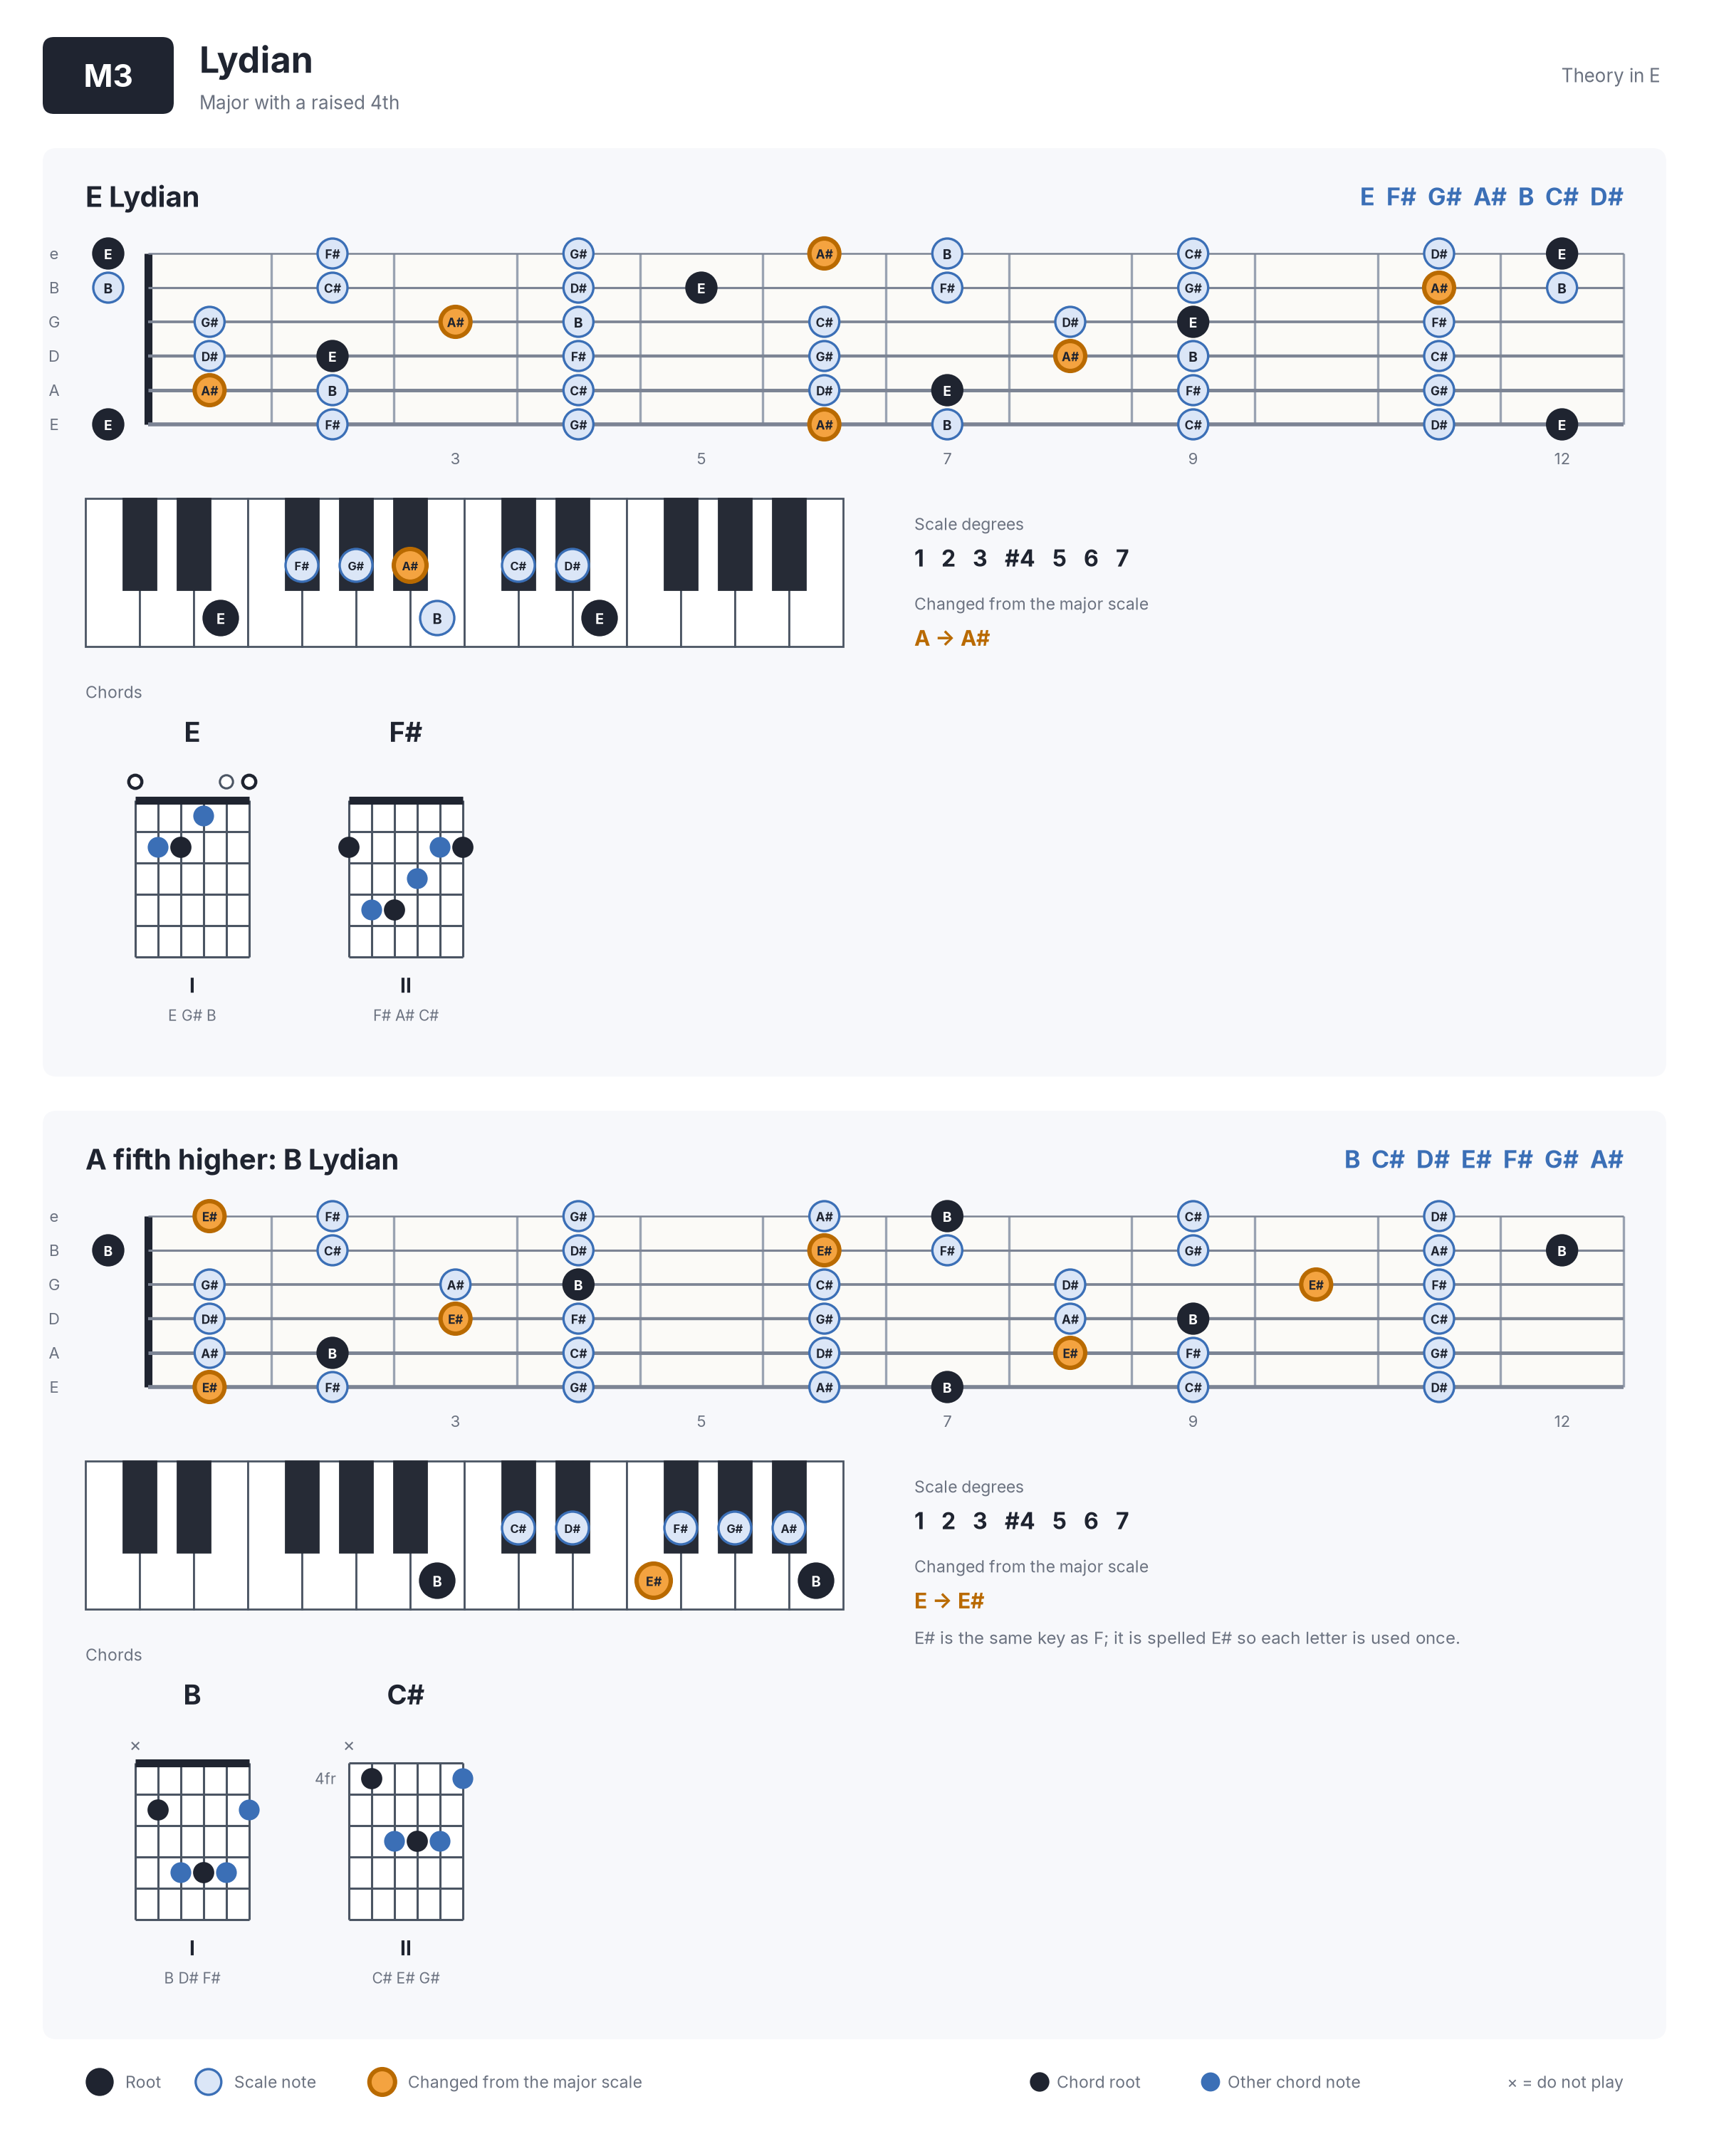 M3
Lydian
Major with a raised 4th
Theory in E
E Lydian
E F# G# A# B C# D#
e E F# G# A# B C# D# E
B B C# D# E F# G# A# B
G G# A# B C# D# E F#
D D# E F# G# A# B C#
A A# B C# D# E F# G#
E E F# G# A# B C# D# E
3 5 7 9 12
F# G# A# C# D#
E B E
Scale degrees
1 2 3 #4 5 6 7
Changed from the major scale
A → A#
Chords
E F#
I II
E G# B F# A# C#
A fifth higher: B Lydian
B C# D# E# F# G# A#
e E# F# G# A# B C# D#
B B C# D# E# F# G# A# B
G G# A# B C# D# E# F#
D D# E# F# G# A# B C#
A A# B C# D# E# F# G#
E E# F# G# A# B C# D#
3 5 7 9 12
C# D# F# G# A#
B E# B
Scale degrees
1 2 3 #4 5 6 7
Changed from the major scale
E → E#
E# is the same key as F; it is spelled E# so each letter is used once.
Chords
B C#
× ×
4fr
I II
B D# F# C# E# G#
Root Scale note Changed from the major scale Chord root Other chord note × = do not play